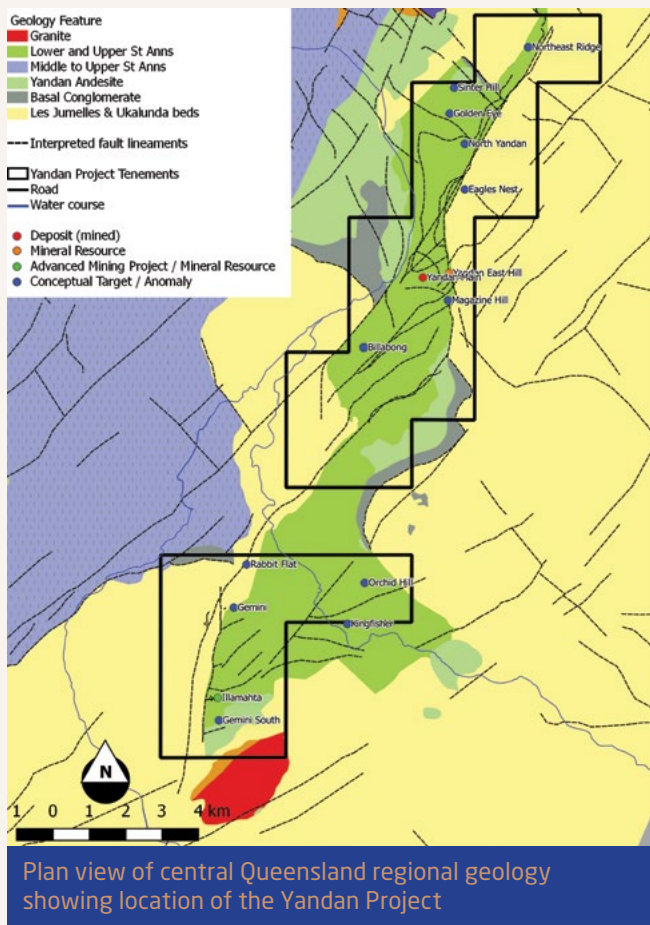 Geology Feature
Granite
Lower and Upper St Anns
Middle to Upper St Anns
Yandan Andesite
Basal Conglomerate
Les Jumelles & Ukalunda beds
Interpreted fault lineaments
Yandan Project Tenements
Road
Water course
Deposit (mined)
Mineral Resource
Advanced Mining Project / Mineral Resource
Conceptual Target / Anomaly
Northeast Ridge
Sinter Hill
Golden Eye
North Yandan
Eagles Nest
Yandan East Hill
Yandan Main
Magazine Hill
Billabong
Rabbit Flat
Orchid Hill
Gemini
Kingfisher
Illamahta
Gemini South
N
1 0 1 2 3 4 km
Plan view of central Queensland regional geology
showing location of the Yandan Project